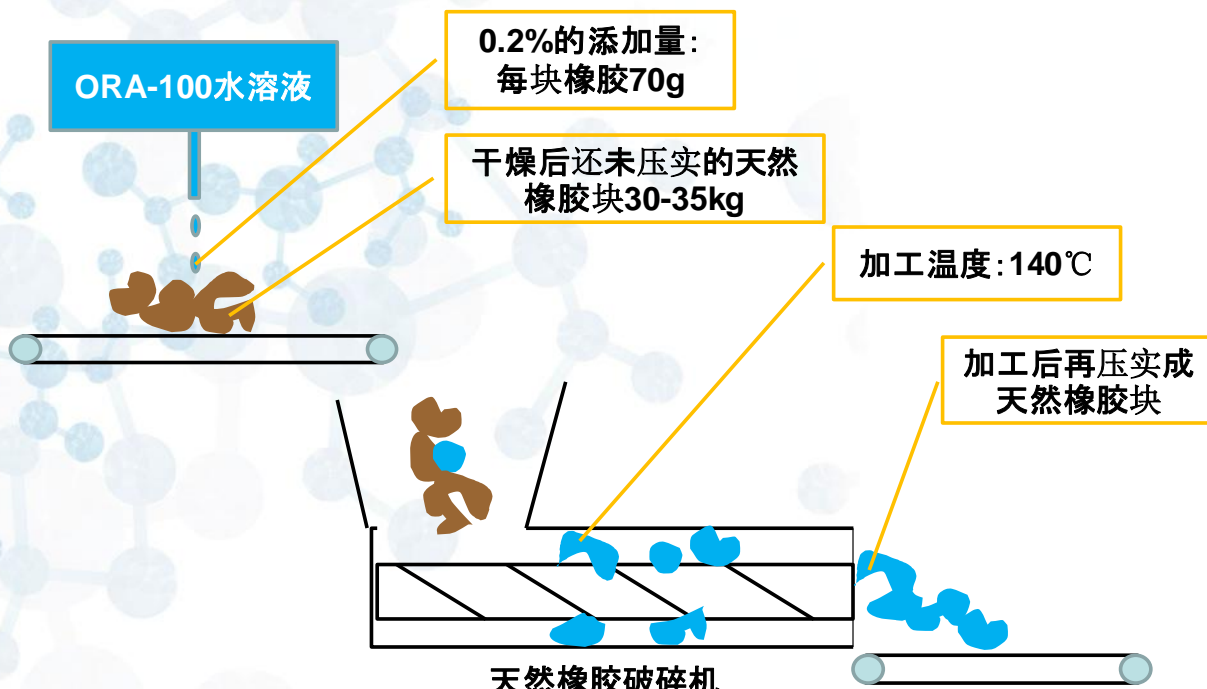 0.2%的添加量：
每块橡胶70g
ORA-100水溶液
干燥后还未压实的天然
橡胶块30-35kg
加工温度：140℃
加工后再压实成
天然橡胶块
天然橡胶破碎机